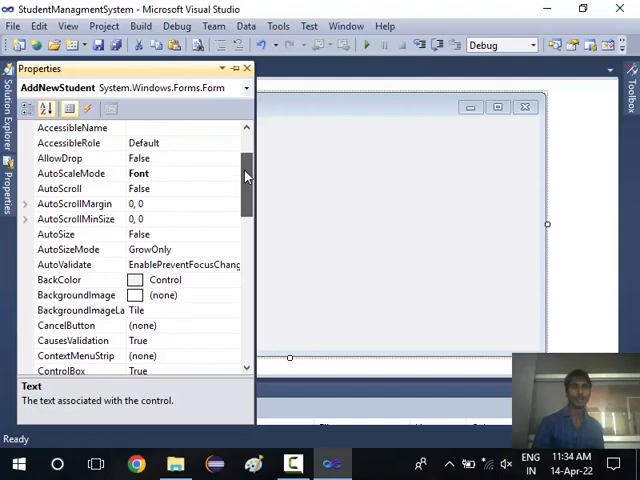 StudentManagmentSystem - Microsoft Visual Studio
File Edit View Project Build Debug Team Data Tools Test Window Help
Debug
Properties
AddNewStudent System.Windows.Forms.Form
AccessibleName
AccessibleRole Default
AllowDrop False
AutoScaleMode Font
AutoScroll False
AutoScrollMargin 0, 0
AutoScrollMinSize 0, 0
AutoSize False
AutoSizeMode GrowOnly
AutoValidate EnablePreventFocusChang
BackColor Control
BackgroundImage (none)
BackgroundImageLa Tile
CancelButton (none)
CausesValidation True
ContextMenuStrip (none)
ControlBox True
Text
The text associated with the control.
Solution Explorer
Properties
Toolbox
Ready
ENG
IN
11:34 AM
14-Apr-22